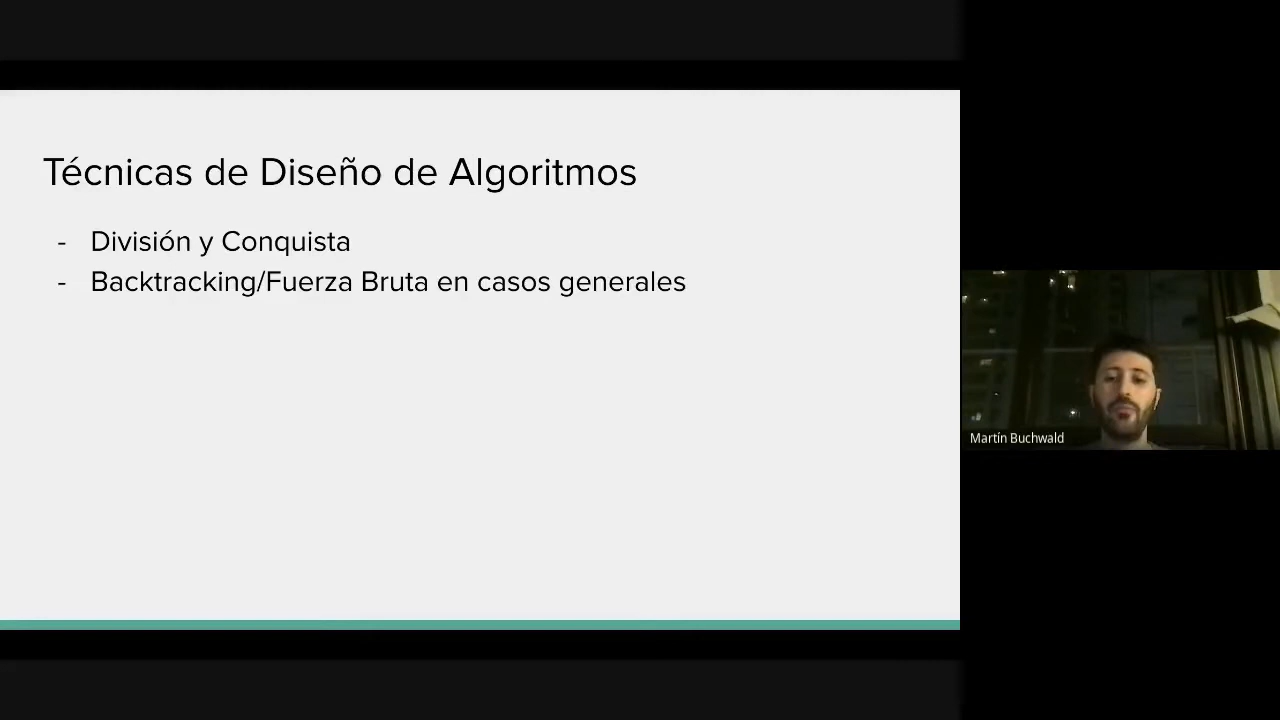 Técnicas de Diseño de Algoritmos
- División y Conquista
- Backtracking/Fuerza Bruta en casos generales
Martín Buchwald